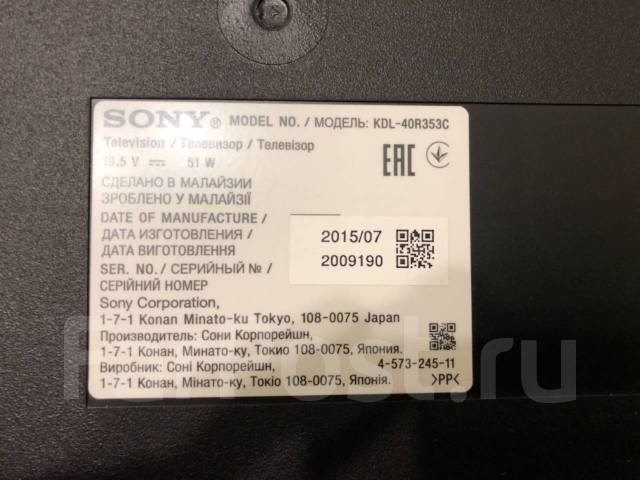 SONY® MODEL NO. / МОДЕЛЬ: KDL-40R353C
Television / Телевизор / Телевізор
19.5 V ⎓ 51 W
EAC
СДЕЛАНО В МАЛАЙЗИИ
ЗРОБЛЕНО У МАЛАЙЗІЇ
DATE OF MANUFACTURE /
ДАТА ИЗГОТОВЛЕНИЯ /
ДАТА ВИГОТОВЛЕННЯ
2015/07
SER. NO. / СЕРИЙНЫЙ № /
СЕРІЙНИЙ НОМЕР
2009190
Sony Corporation,
1-7-1 Konan Minato-ku Tokyo, 108-0075 Japan
Производитель: Сони Корпорейшн,
1-7-1 Конан, Минато-ку, Токио 108-0075, Япония.
Виробник: Соні Корпорейшн,
4-573-245-11
1-7-1 Конан, Мінато-ку, Токіо 108-0075, Японія.
>PP<
FarPost.ru